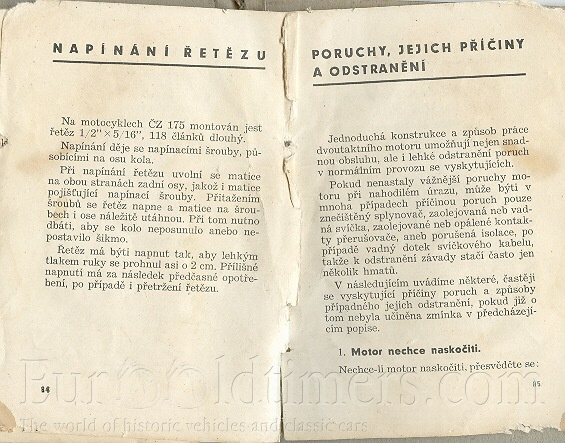 NAPÍNÁNÍ ŘETĚZU
Na motocyklech ČZ 175 montován jest
řetěz 1/2"×5/16", 118 článků dlouhý.
Napínání děje se napínacími šrouby, pů-
sobícími na osu kola.
Při napínání řetězu uvolní se matice
na obou stranách zadní osy, jakož i matice
pojišťující napínací šrouby. Přitažením
šroubů se řetěz napne a matice na šrou-
bech i ose náležitě utáhnou. Při tom nutno
dbáti, aby se kolo neposunulo anebo ne-
postavilo šikmo.
Řetěz má býti napnut tak, aby lehkým
tlakem ruky se prohnul asi o 2 cm. Přílišné
napnutí má za následek předčasné opotře-
bení, po případě i přetržení řetězu.
84
PORUCHY, JEJICH PŘÍČINY
A ODSTRANĚNÍ
Jednoduchá konstrukce a způsob práce
dvoutaktního motoru umožňují nejen snad-
nou obsluhu, ale i lehké odstranění poruch
v normálním provozu se vyskytujících.
Pokud nenastaly vážnější poruchy mo-
toru při nahodilém úrazu, může býti v
mnoha případech příčinou poruch pouze
znečištěný splynovač, zaolejovaná neb vad-
ná svíčka, zaolejované neb opálené kontak-
ty přerušovače, aneb porušená isolace, po
případě vadný dotek svíčkového kabelu,
takže k odstranění závady stačí často jen
několik hmatů.
V následujícím uvádíme některé, častěji
se vyskytující příčiny poruch a způsoby
případného jejich odstranění, pokud již o
tom nebyla učiněna zmínka v předcházejí-
cím popise.
1. Motor nechce naskočiti.
Nechce-li motor naskočiti, přesvědčte se:
85
Euro-oldtimers.com
The world of historic vehicles and classic cars